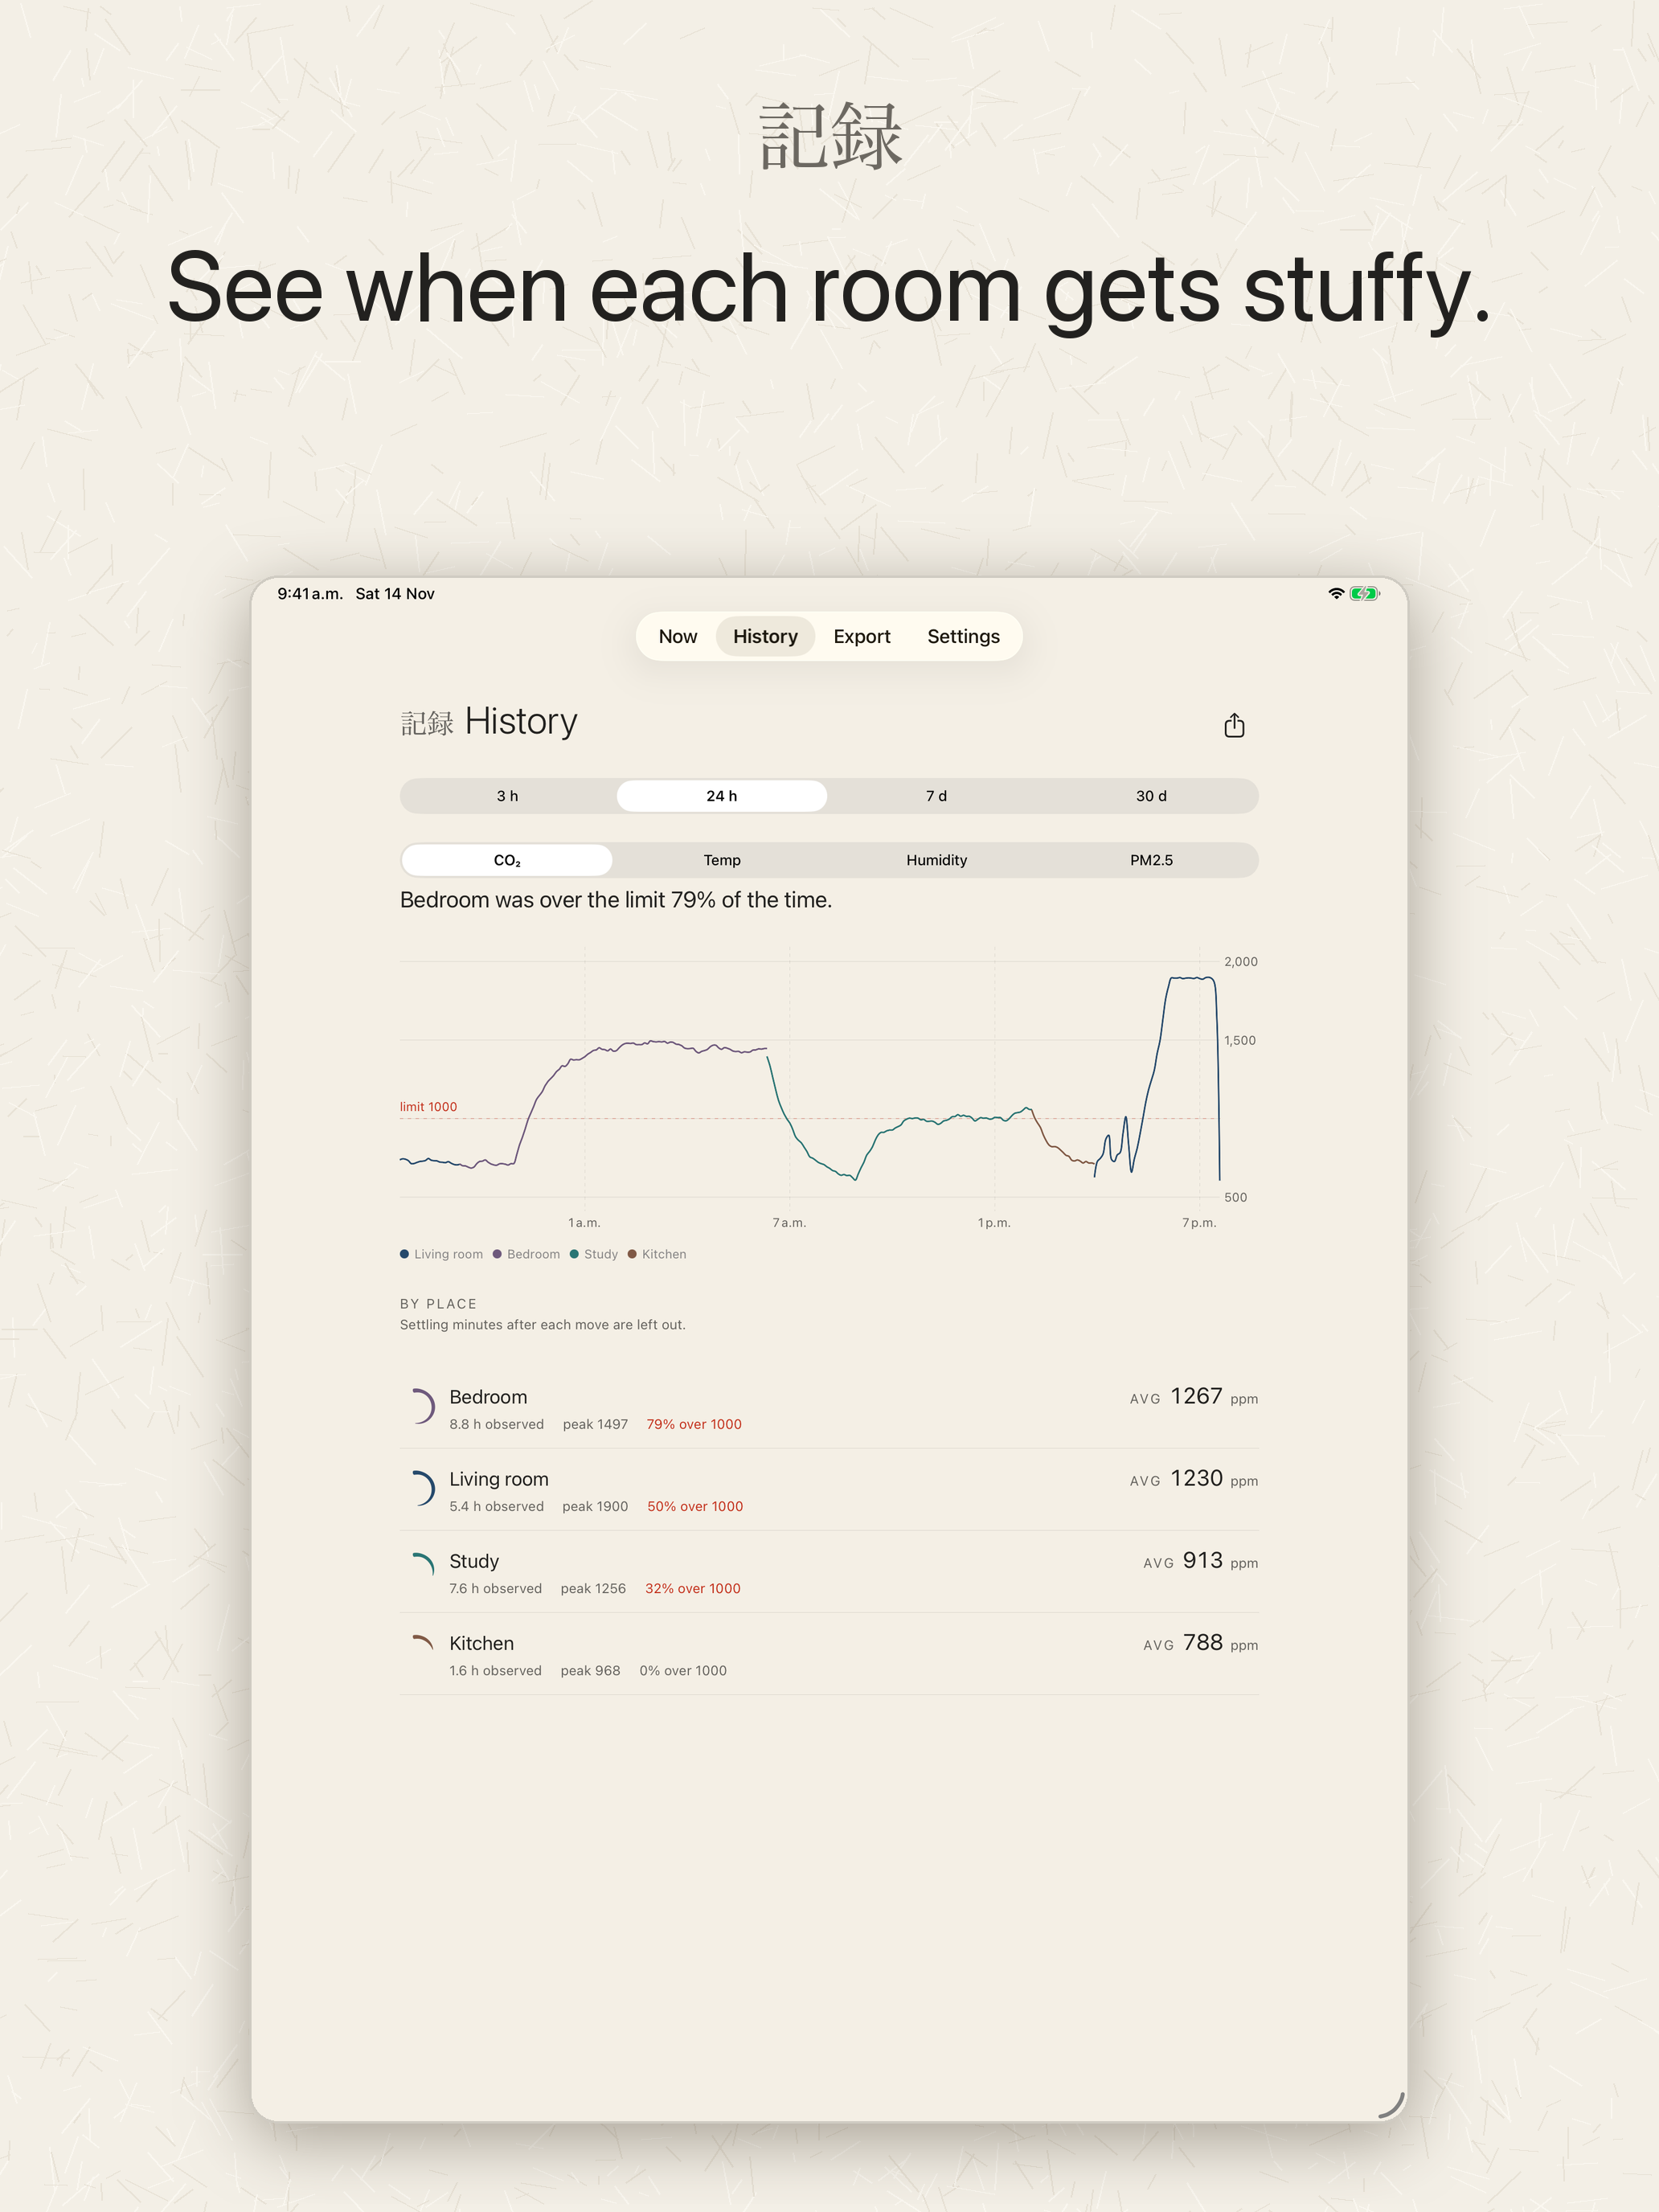 記録
See when each room gets stuffy.
9:41 a.m. Sat 14 Nov
Now History Export Settings
記録 History
3 h 24 h 7 d 30 d
CO₂ Temp Humidity PM2.5
Bedroom was over the limit 79% of the time.
2,000
1,500
limit 1000
500
1 a.m. 7 a.m. 1 p.m. 7 p.m.
Living room Bedroom Study Kitchen
BY PLACE
Settling minutes after each move are left out.
Bedroom AVG 1267 ppm
8.8 h observed peak 1497 79% over 1000
Living room AVG 1230 ppm
5.4 h observed peak 1900 50% over 1000
Study AVG 913 ppm
7.6 h observed peak 1256 32% over 1000
Kitchen AVG 788 ppm
1.6 h observed peak 968 0% over 1000